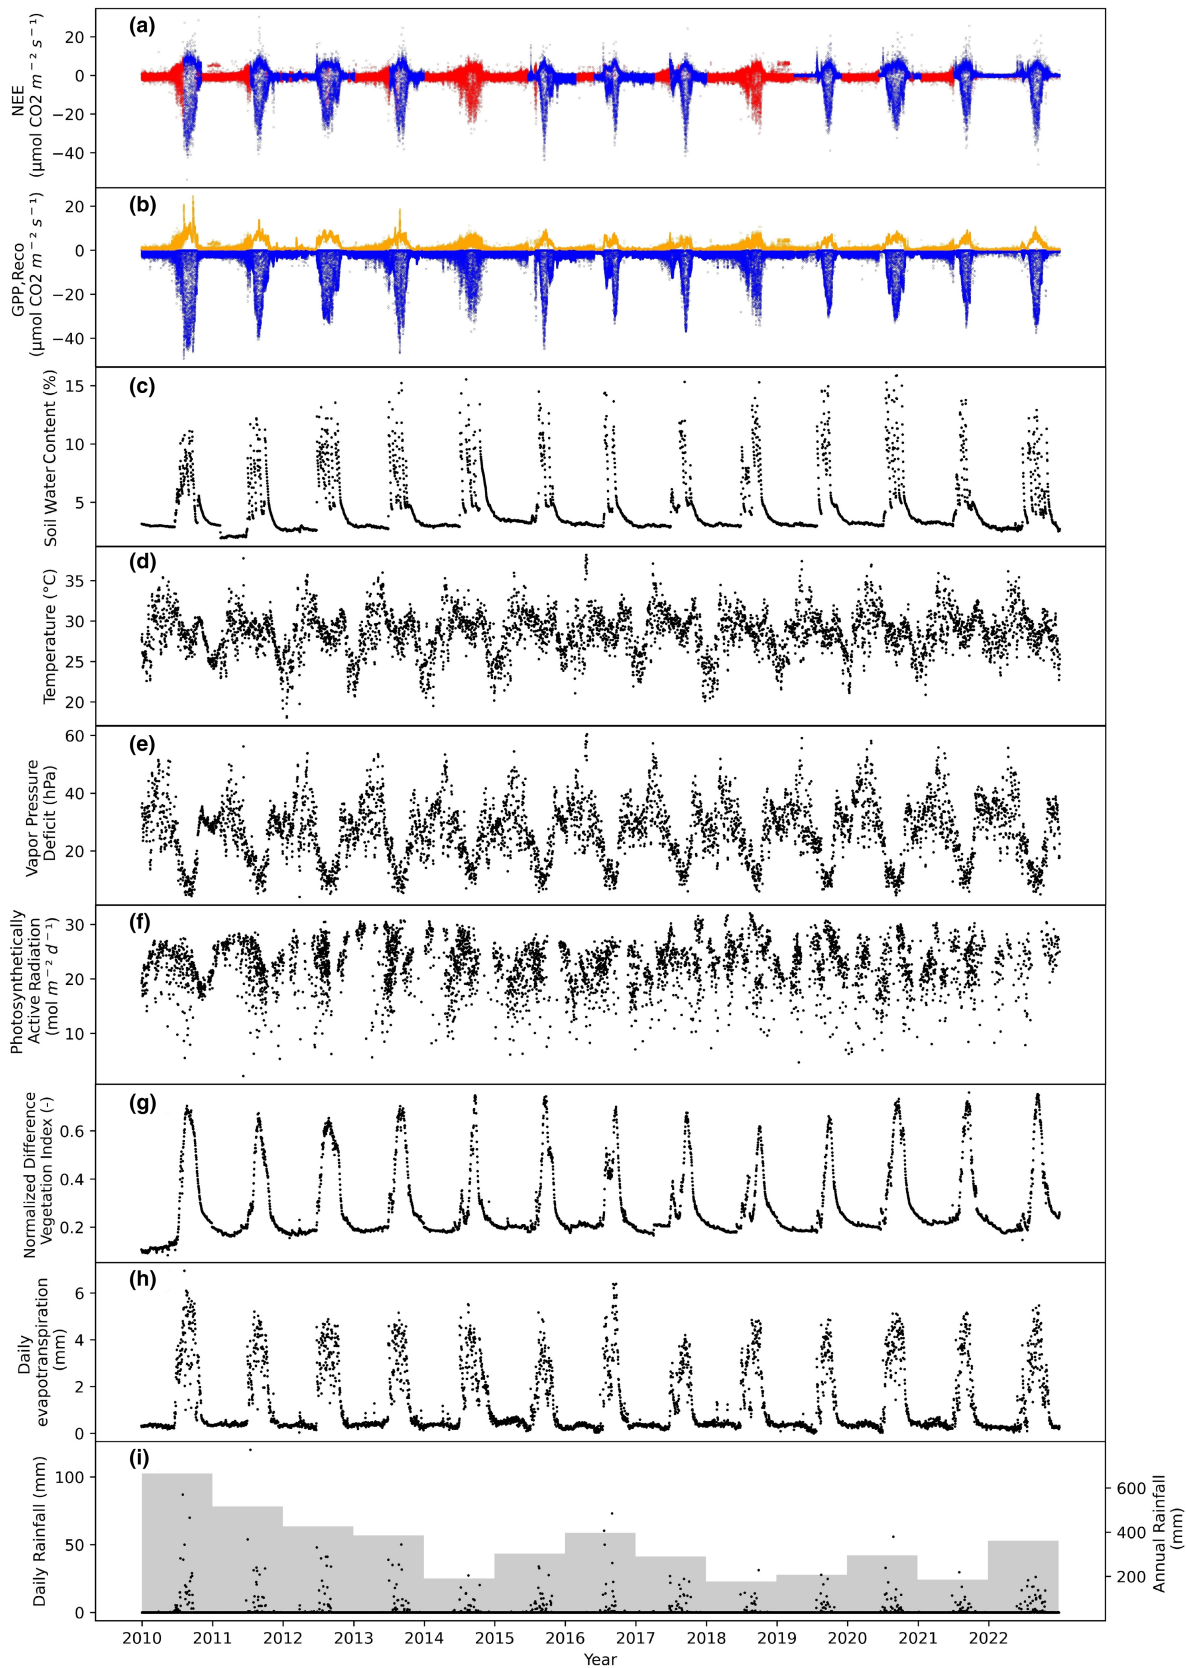 (a)
NEE
(μmol CO2 m⁻² s⁻¹)
20
0
−20
−40
(b)
GPP,Reco
(μmol CO2 m⁻² s⁻¹)
20
0
−20
−40
(c)
Soil Water Content (%)
15
10
5
(d)
Temperature (°C)
35
30
25
20
(e)
Vapor Pressure
Deficit (hPa)
60
40
20
(f)
Photosynthetically
Active Radiation
(mol m⁻² d⁻¹)
30
20
10
(g)
Normalized Difference
Vegetation Index (-)
0.6
0.4
0.2
(h)
Daily
evapotranspiration
(mm)
6
4
2
0
(i)
Daily Rainfall (mm)
100
50
0
600
400
200
Annual Rainfall
(mm)
2010 2011 2012 2013 2014 2015 2016 2017 2018 2019 2020 2021 2022
Year